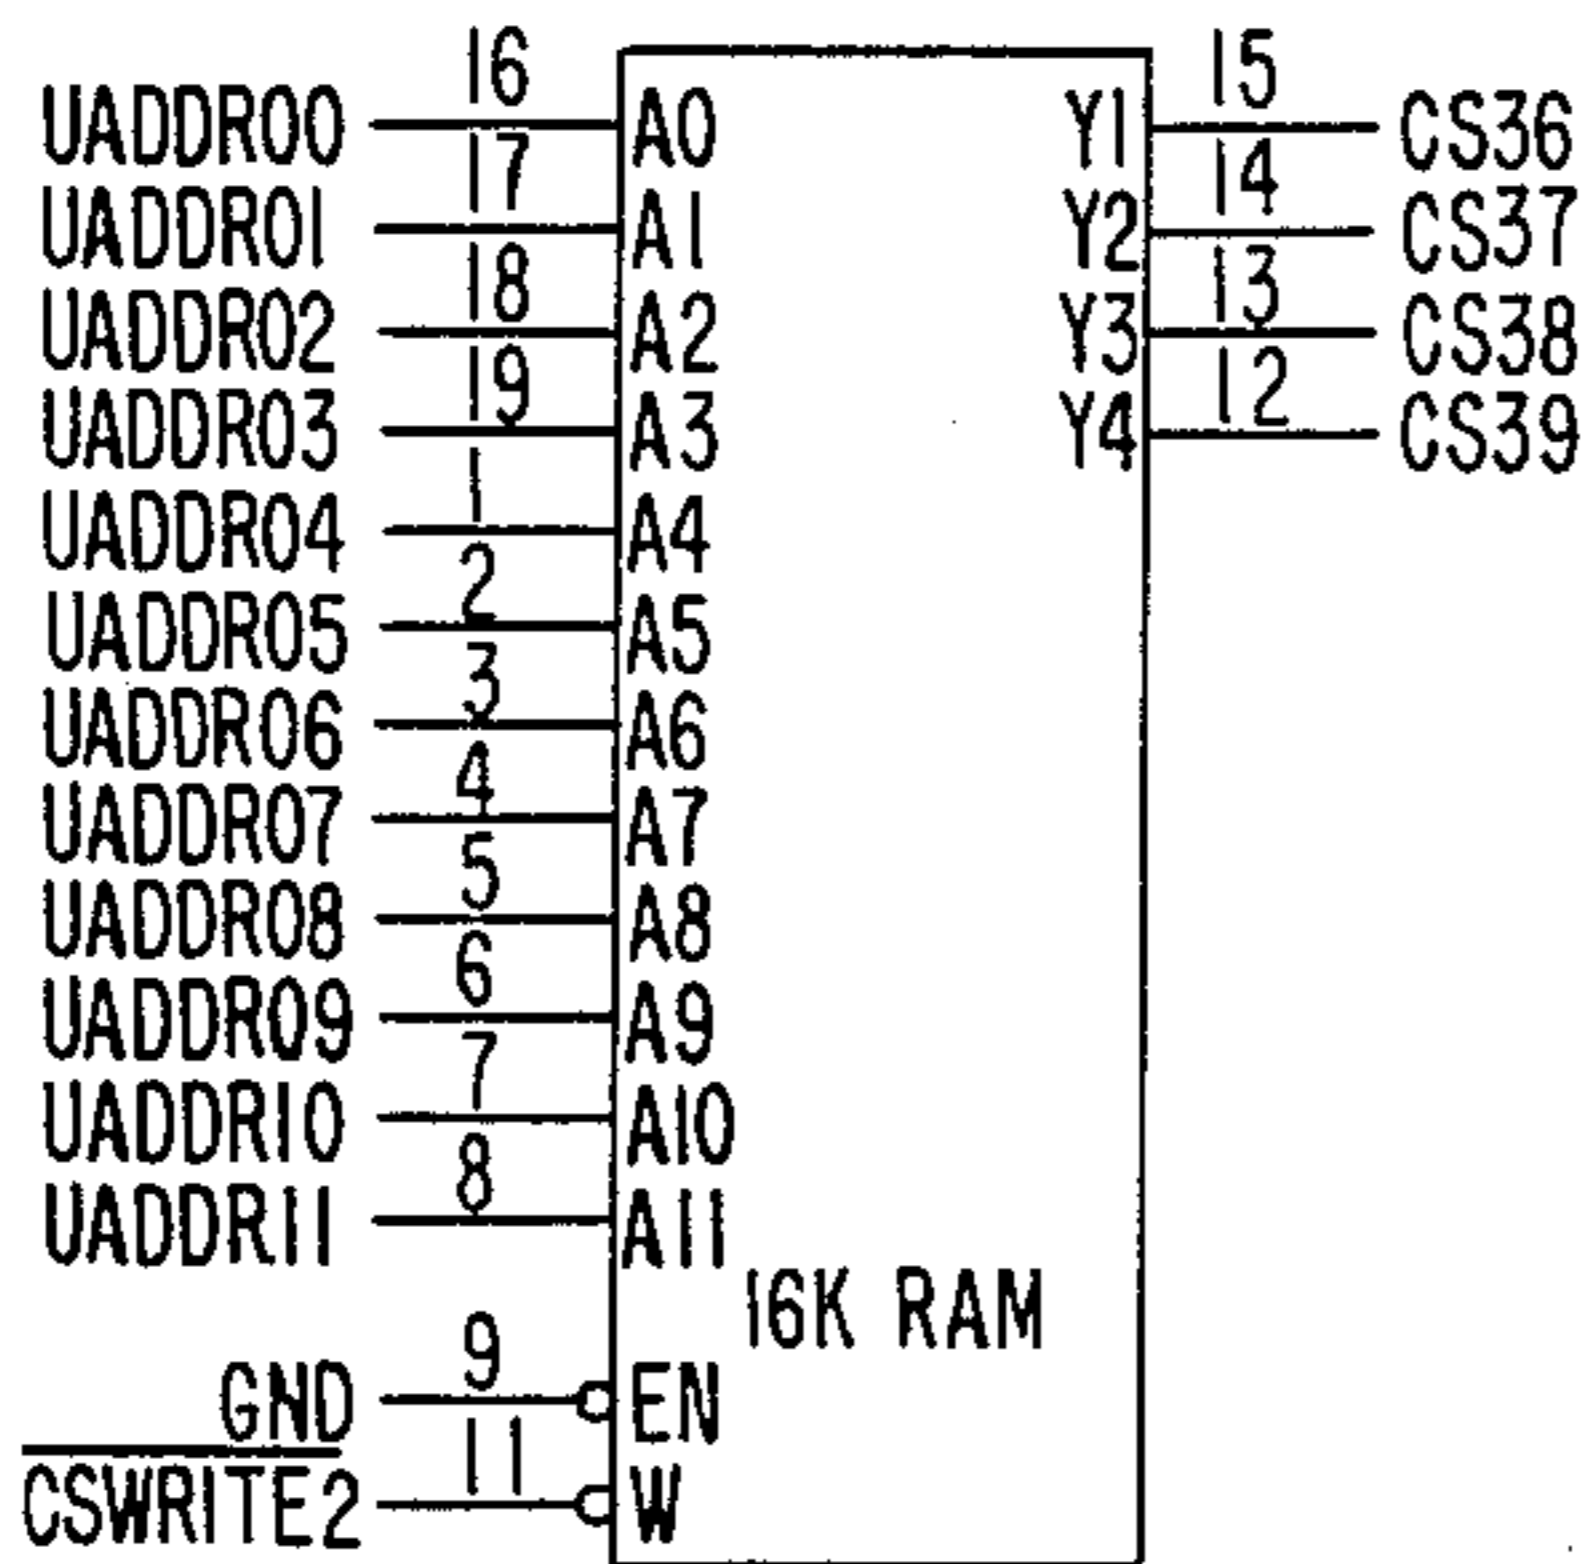 16 15
UADDR00 A0 Y1 CS36
17 14
UADDR01 A1 Y2 CS37
18 13
UADDR02 A2 Y3 CS38
19 12
UADDR03 A3 Y4 CS39
1
UADDR04 A4
2
UADDR05 A5
3
UADDR06 A6
4
UADDR07 A7
5
UADDR08 A8
6
UADDR09 A9
7
UADDR10 A10
8
UADDR11 A11
16K RAM
9
GND EN
11
CSWRITE2 W